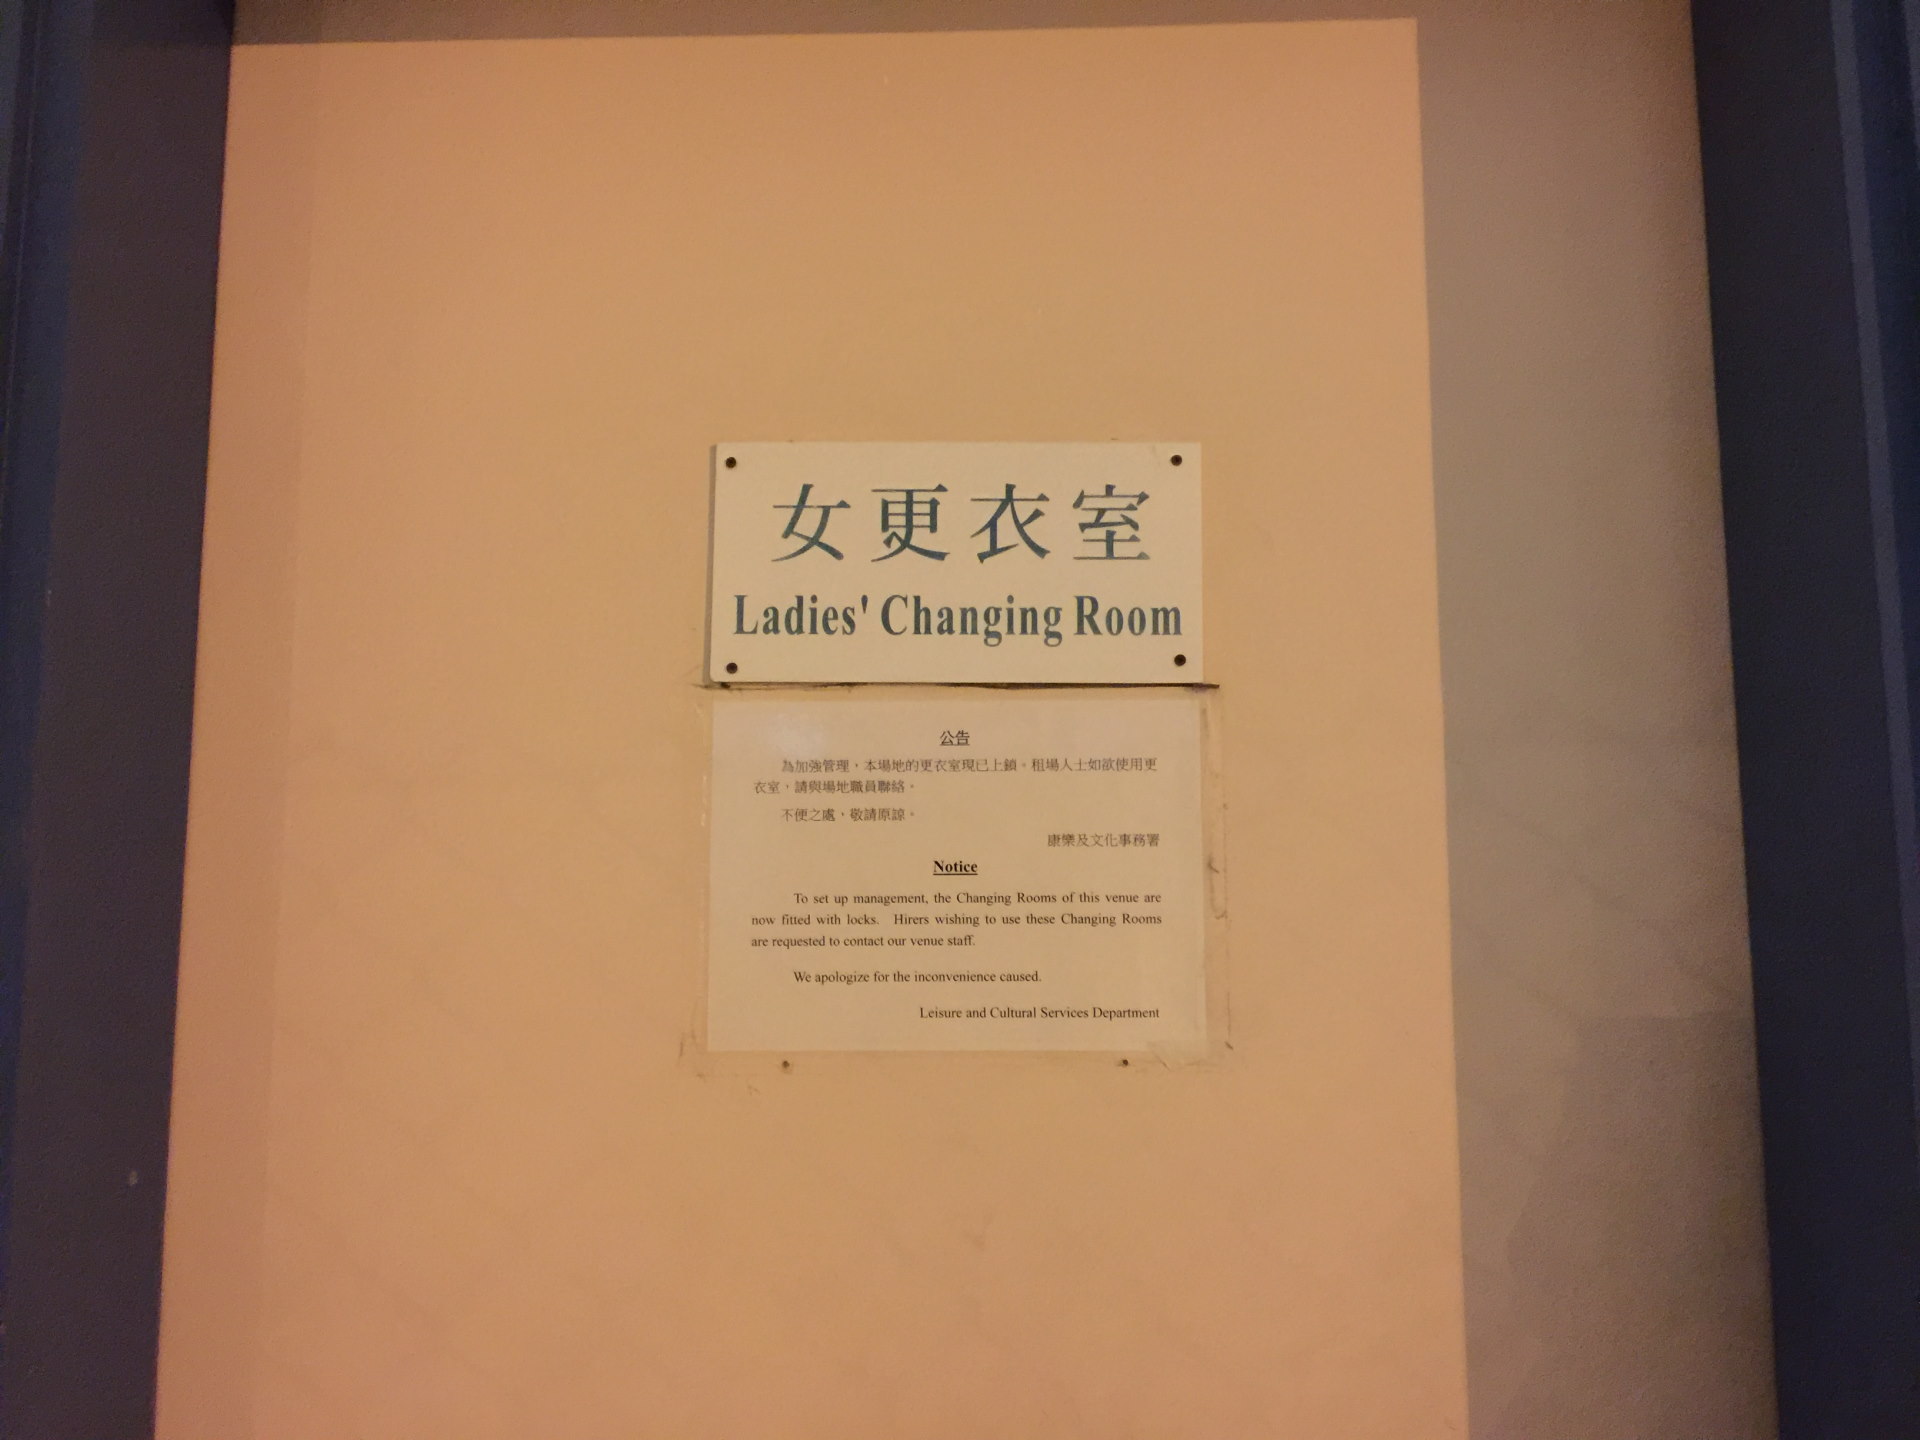 女更衣室
Ladies' Changing Room
公告
為加強管理，本場地的更衣室現已上鎖。租場人士如欲使用更
衣室，請與場地職員聯絡。
不便之處，敬請原諒。
康樂及文化事務署
Notice
To set up management, the Changing Rooms of this venue are
now fitted with locks. Hirers wishing to use these Changing Rooms
are requested to contact our venue staff.
We apologize for the inconvenience caused.
Leisure and Cultural Services Department